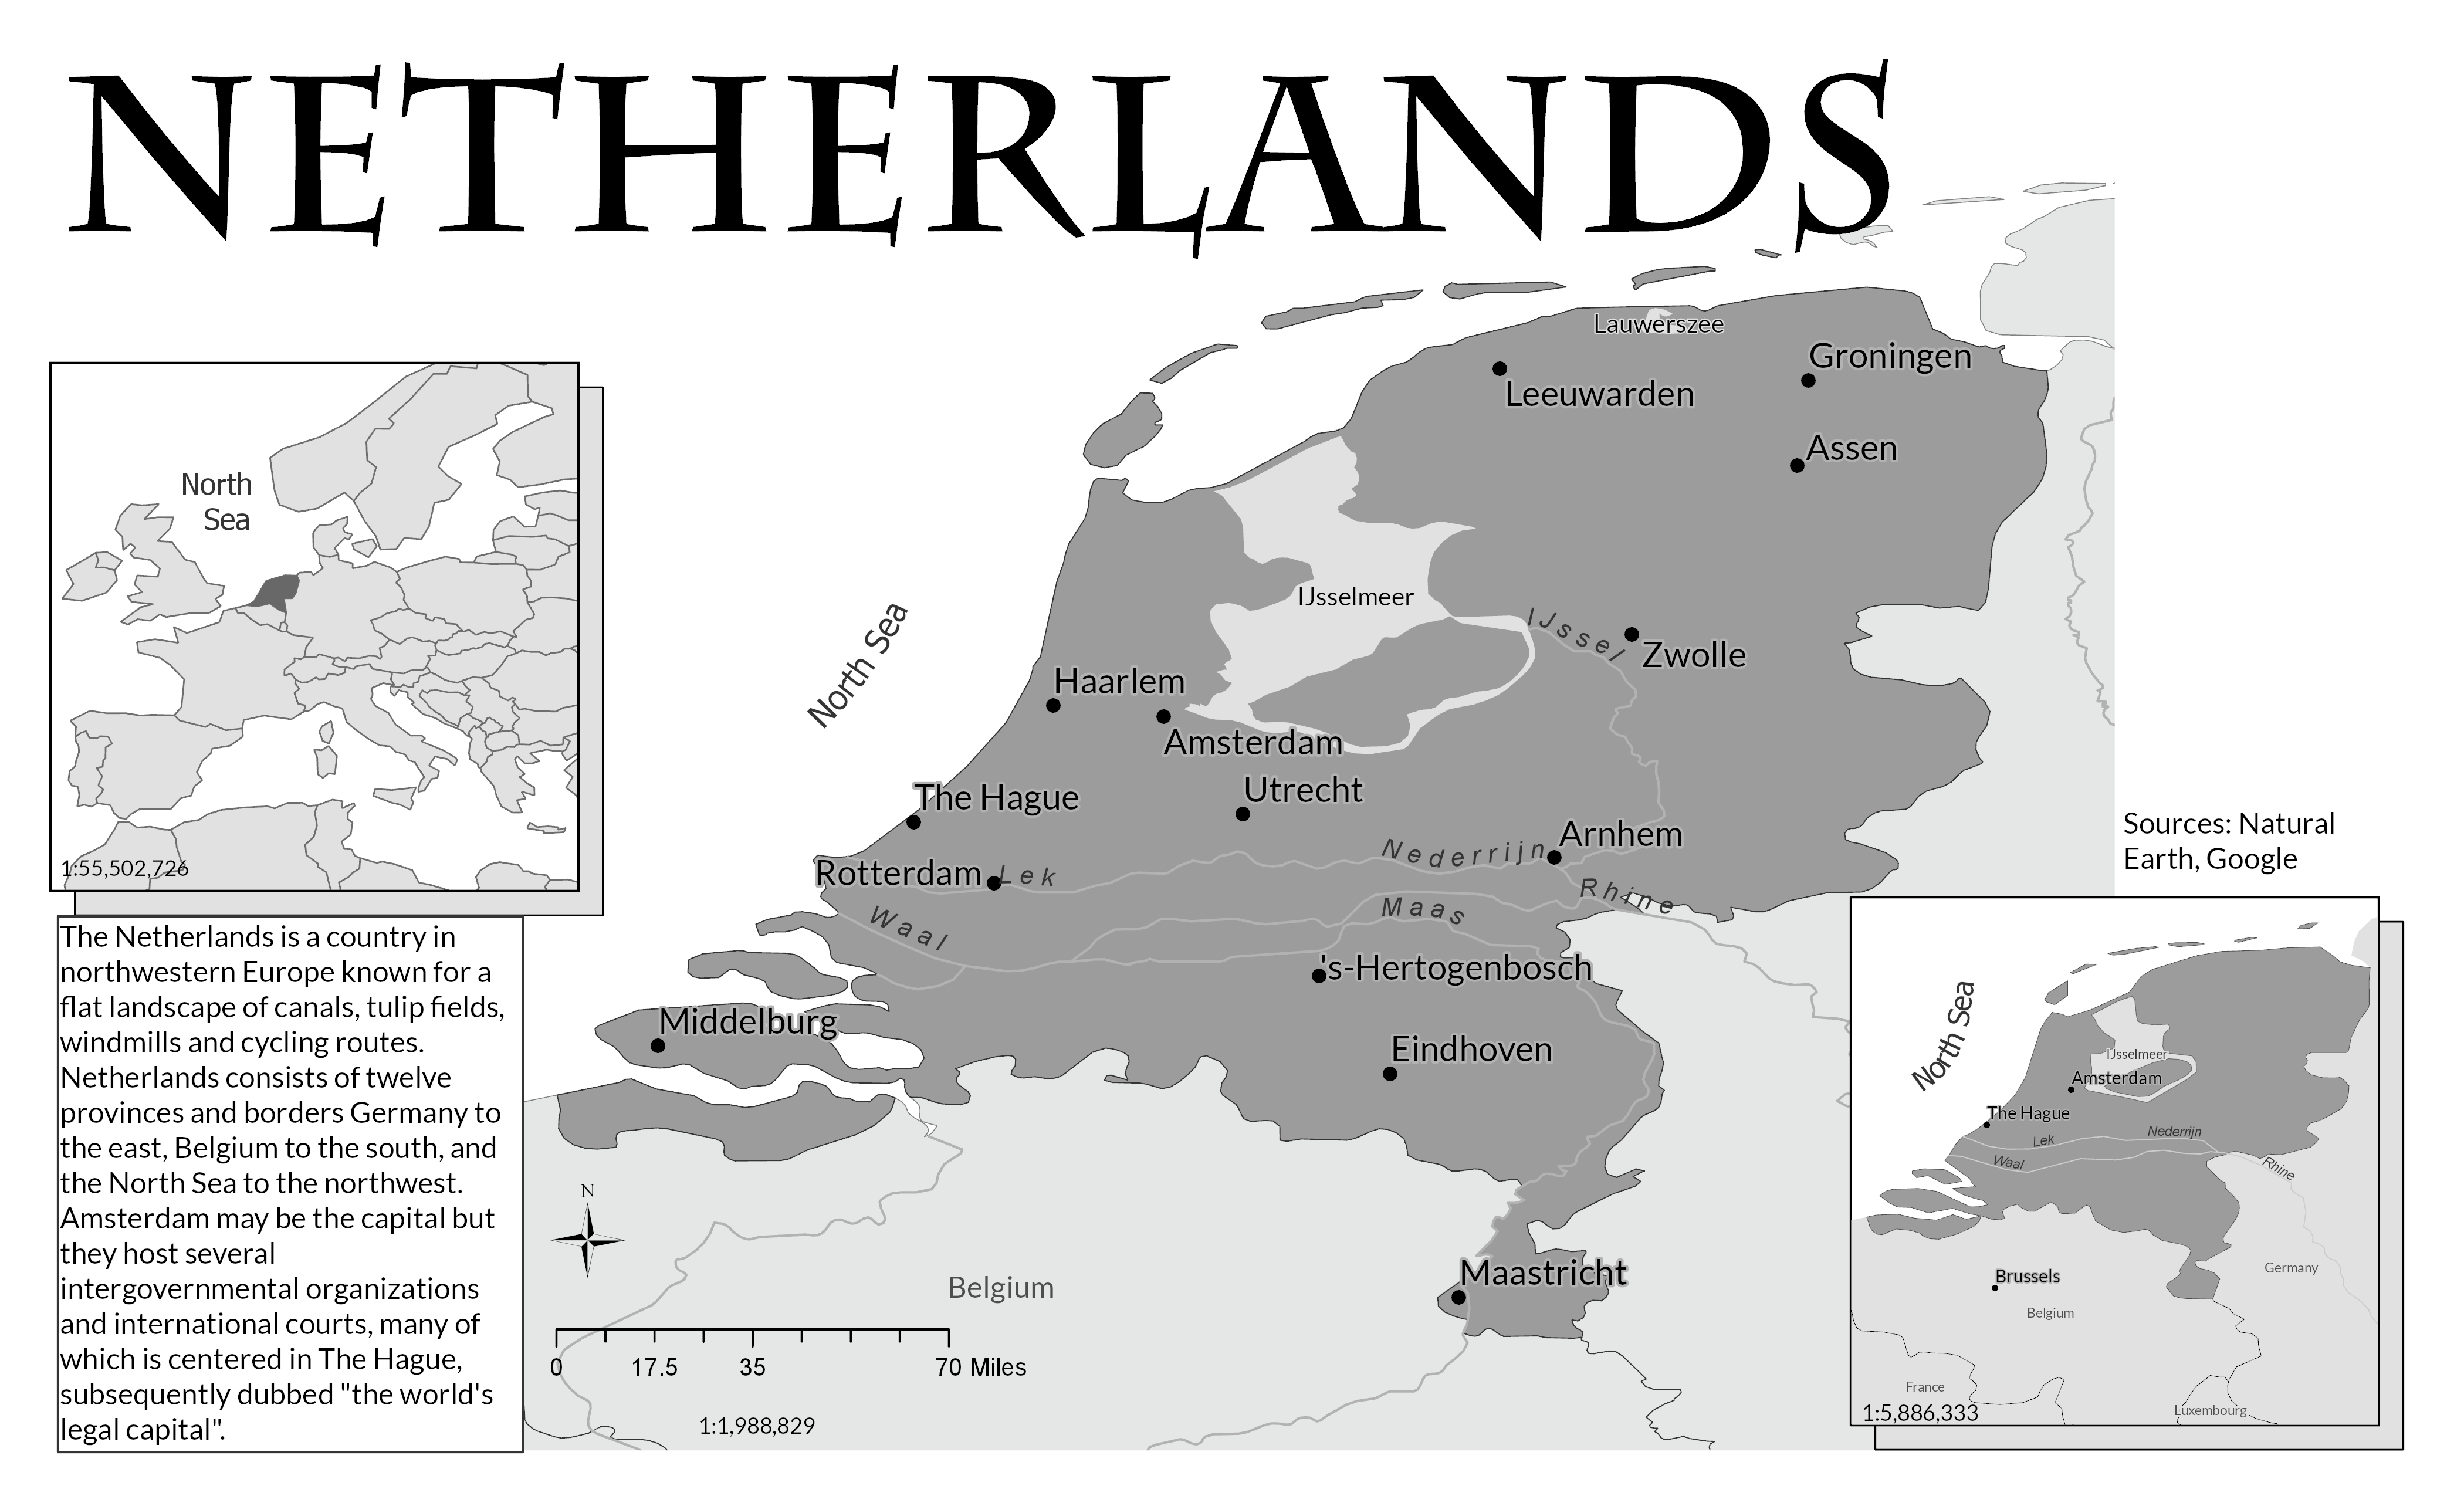 NETHERLANDS
Lauwerszee
Groningen
Leeuwarden
Assen
North
Sea
1:55,502,726
IJsselmeer
IJssel
Zwolle
North Sea
Haarlem
Amsterdam
Utrecht
The Hague
Arnhem
Nederrijn
Rotterdam
Lek
Rhine
Maas
Waal
's-Hertogenbosch
Middelburg
Eindhoven
Maastricht
Belgium
Sources: Natural
Earth, Google
The Netherlands is a country in
northwestern Europe known for a
flat landscape of canals, tulip fields,
windmills and cycling routes.
Netherlands consists of twelve
provinces and borders Germany to
the east, Belgium to the south, and
the North Sea to the northwest.
Amsterdam may be the capital but
they host several
intergovernmental organizations
and international courts, many of
which is centered in The Hague,
subsequently dubbed "the world's
legal capital".
N
0 17.5 35 70 Miles
1:1,988,829
North Sea
IJsselmeer
Amsterdam
The Hague
Lek
Nederrijn
Waal
Rhine
Brussels
Germany
Belgium
France
Luxembourg
1:5,886,333